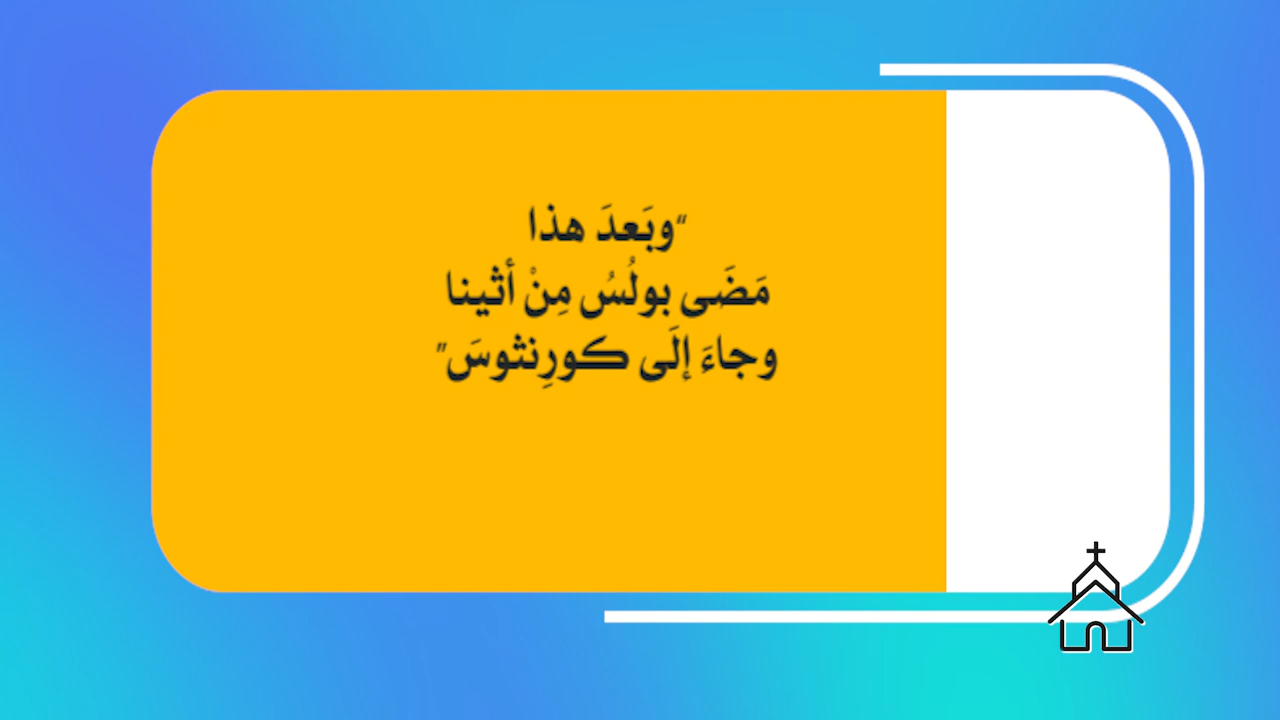 “وبَعدَ هذا
مَضَى بولُسُ مِنْ أثينا
وجاءَ إلَى كورِنثوسَ”